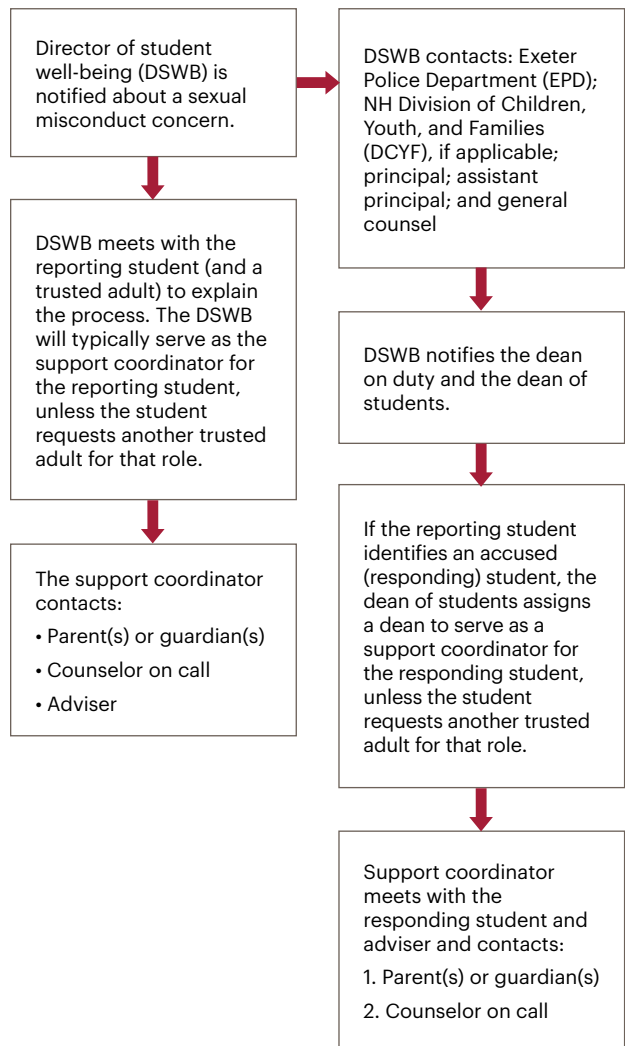 Director of student
well-being (DSWB) is
notified about a sexual
misconduct concern.
DSWB meets with the
reporting student (and a
trusted adult) to explain
the process. The DSWB
will typically serve as the
support coordinator for
the reporting student,
unless the student
requests another trusted
adult for that role.
The support coordinator
contacts:
• Parent(s) or guardian(s)
• Counselor on call
• Adviser
DSWB contacts: Exeter
Police Department (EPD);
NH Division of Children,
Youth, and Families
(DCYF), if applicable;
principal; assistant
principal; and general
counsel
DSWB notifies the dean
on duty and the dean of
students.
If the reporting student
identifies an accused
(responding) student, the
dean of students assigns
a dean to serve as a
support coordinator for
the responding student,
unless the student
requests another trusted
adult for that role.
Support coordinator
meets with the
responding student and
adviser and contacts:
1. Parent(s) or guardian(s)
2. Counselor on call